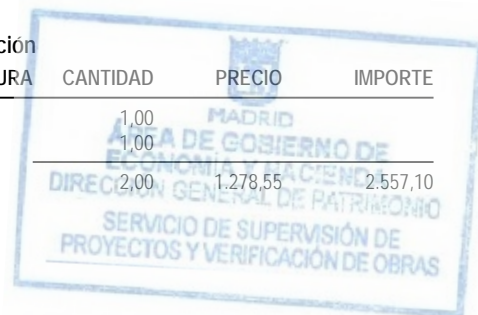 ción
URA CANTIDAD PRECIO IMPORTE
1,00
1,00
2,00 1.278,55 2.557,10
MADRID
ÁREA DE GOBIERNO DE
ECONOMÍA Y HACIENDA
DIRECCIÓN GENERAL DE PATRIMONIO
SERVICIO DE SUPERVISIÓN DE
PROYECTOS Y VERIFICACIÓN DE OBRAS